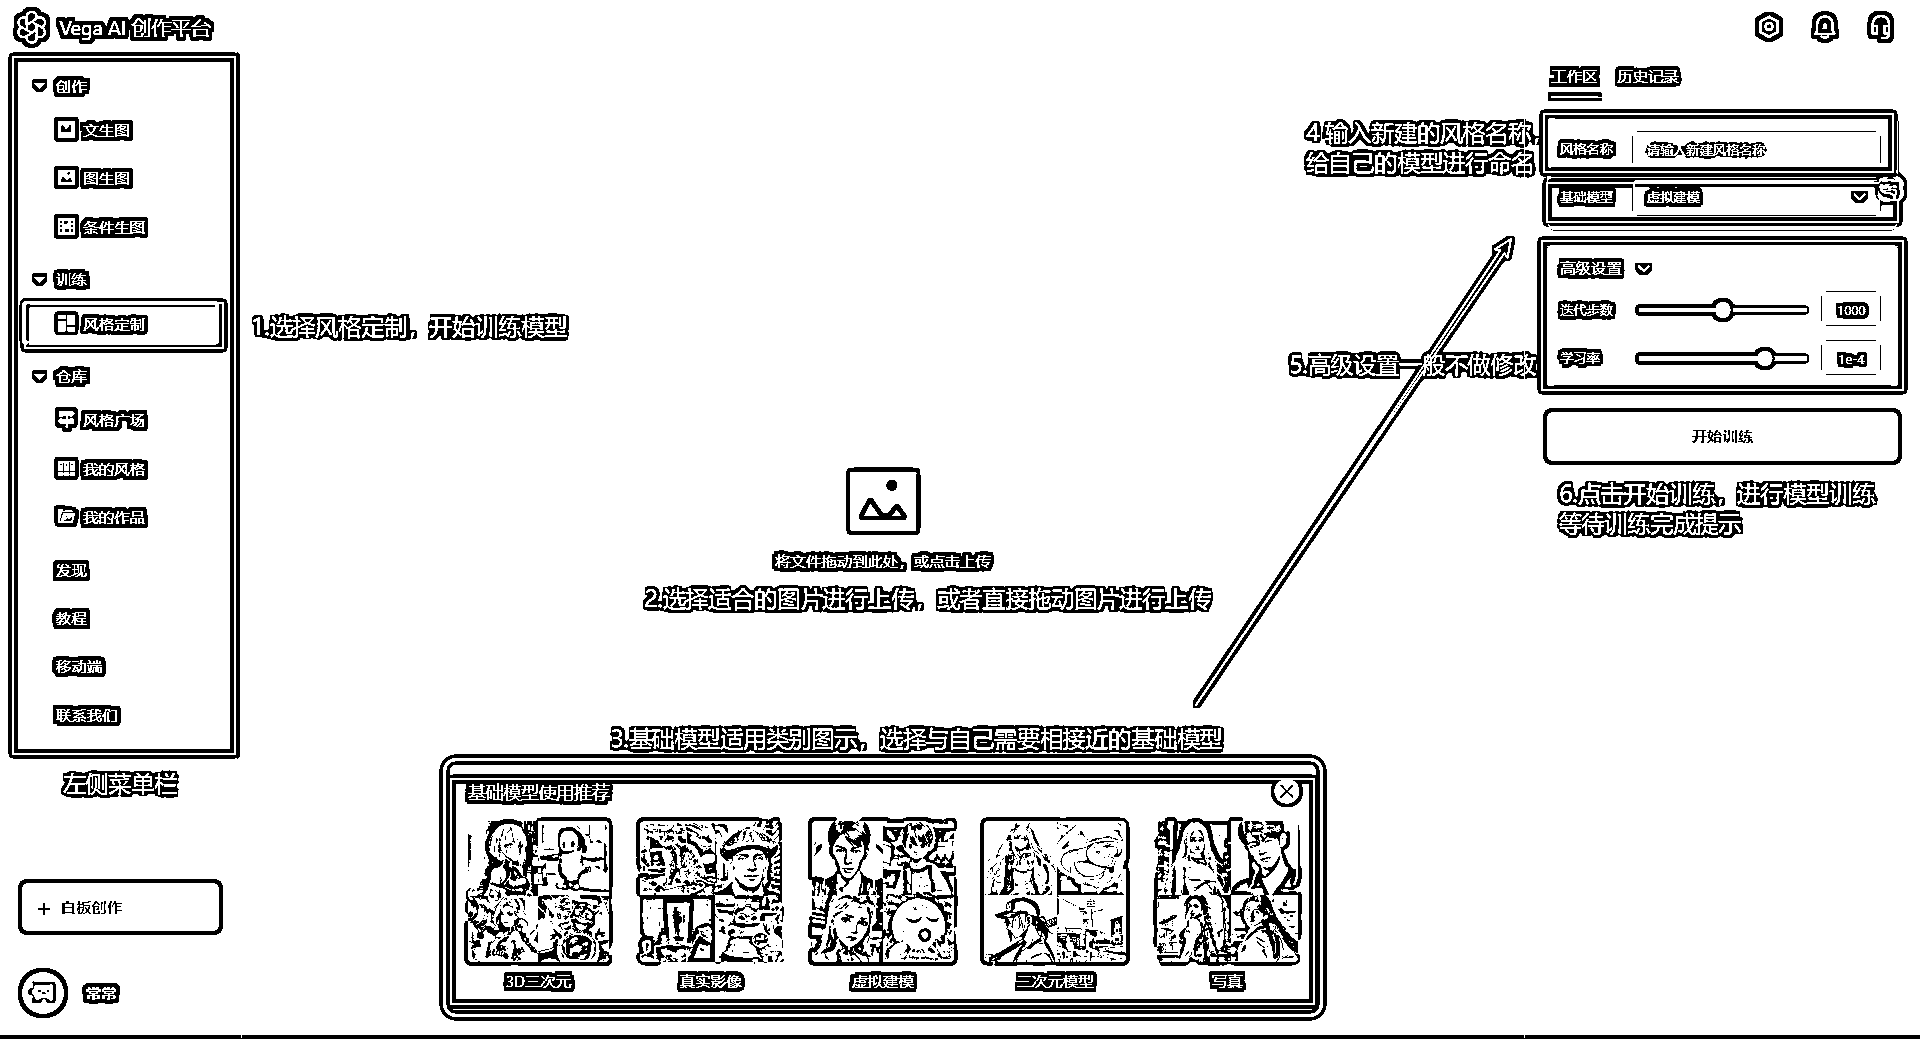 Vega AI 创作平台
创作
文生图
图生图
条件生图
训练
风格定制
仓库
风格广场
我的风格
我的作品
发现
教程
移动端
联系我们
左侧菜单栏
+ 白板创作
常常
1.选择风格定制，开始训练模型
将文件拖动到此处，或点击上传
2.选择适合的图片进行上传，或者直接拖动图片进行上传
3.基础模型适用类别图示，选择与自己需要相接近的基础模型
基础模型使用推荐
3D二次元
真实影像
虚拟建模
二次元模型
写真
工作区 历史记录
4.输入新建的风格名称，
给自己的模型进行命名
风格名称 请输入新建风格名称
基础模型 虚拟建模
高级设置
迭代步数 1000
学习率 1e-4
5.高级设置一般不做修改
开始训练
6.点击开始训练，进行模型训练
等待训练完成提示